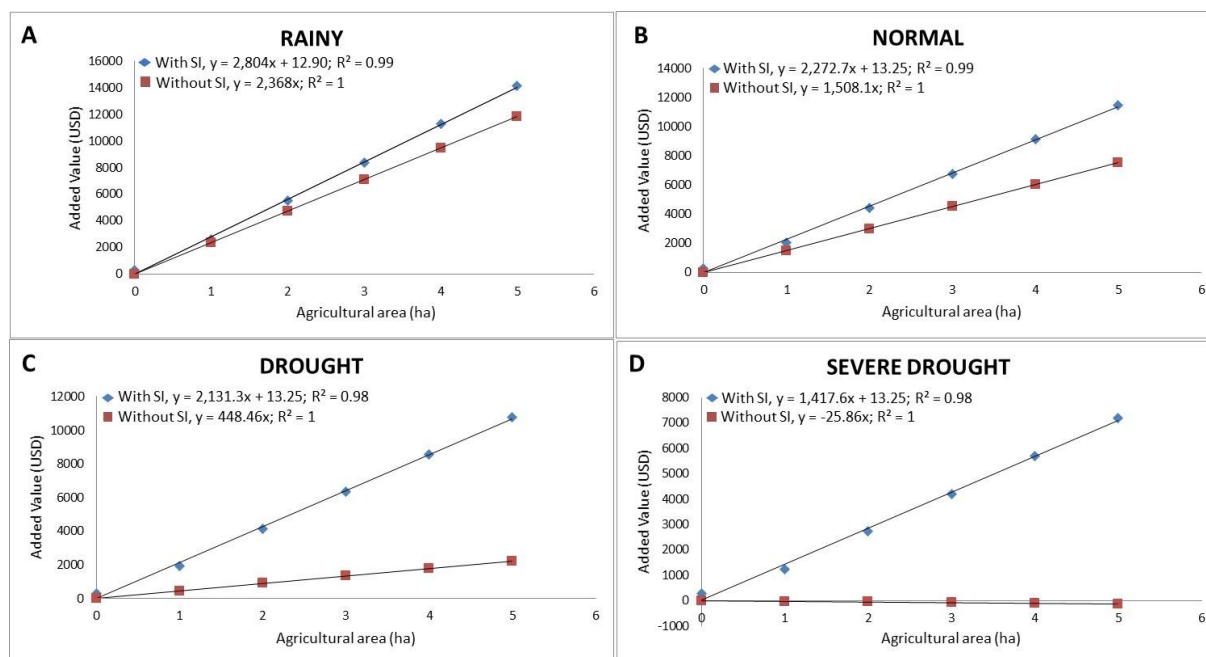 A
RAINY
With SI, y = 2,804x + 12.90; R² = 0.99
Without SI, y = 2,368x; R² = 1
16000
14000
12000
10000
8000
6000
4000
2000
0
Added Value (USD)
0 1 2 3 4 5 6
Agricultural area (ha)
B
NORMAL
With SI, y = 2,272.7x + 13.25; R² = 0.99
Without SI, y = 1,508.1x; R² = 1
14000
12000
10000
8000
6000
4000
2000
0
Added Value (USD)
0 1 2 3 4 5 6
Agricultural area (ha)
C
DROUGHT
With SI, y = 2,131.3x + 13.25; R² = 0.98
Without SI, y = 448.46x; R² = 1
12000
10000
8000
6000
4000
2000
0
Added Value (USD)
0 1 2 3 4 5 6
Agricultural area (ha)
D
SEVERE DROUGHT
With SI, y = 1,417.6x + 13.25; R² = 0.98
Without SI, y = -25.86x; R² = 1
8000
7000
6000
5000
4000
3000
2000
1000
0
-1000
Added Value (USD)
0 1 2 3 4 5 6
Agricultural area (ha)